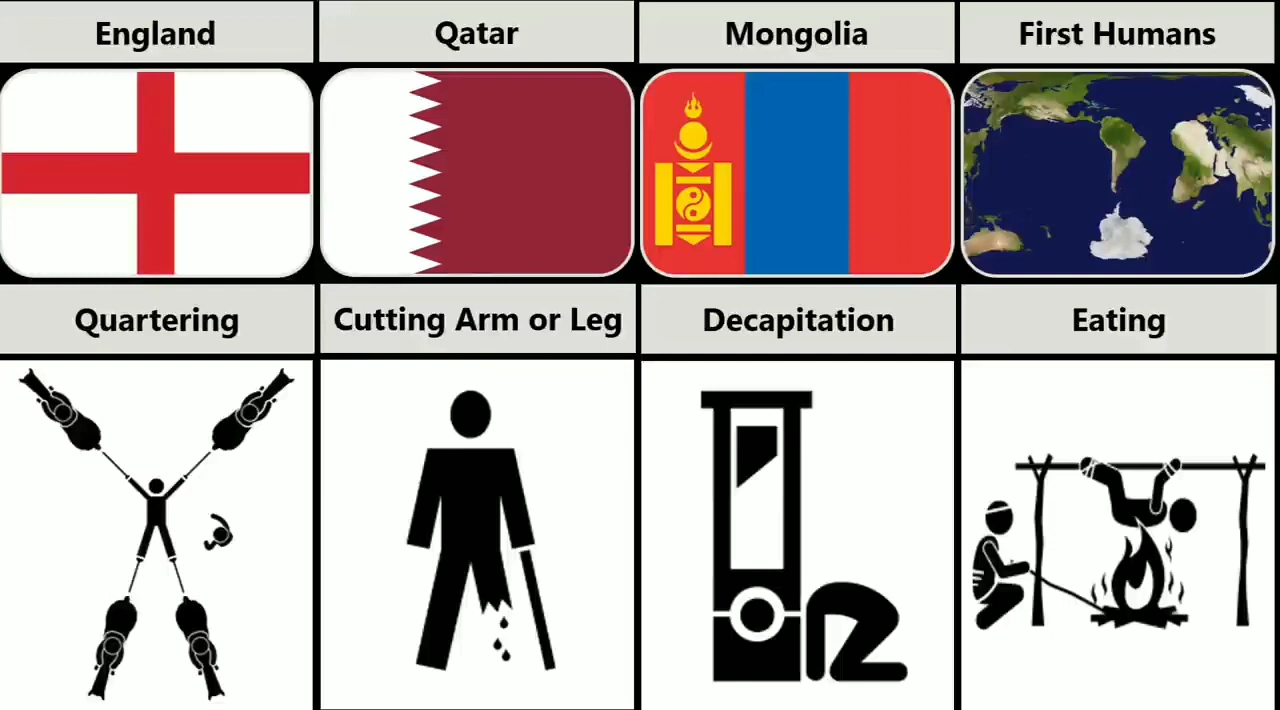 England
Qatar
Mongolia
First Humans
Quartering
Cutting Arm or Leg
Decapitation
Eating